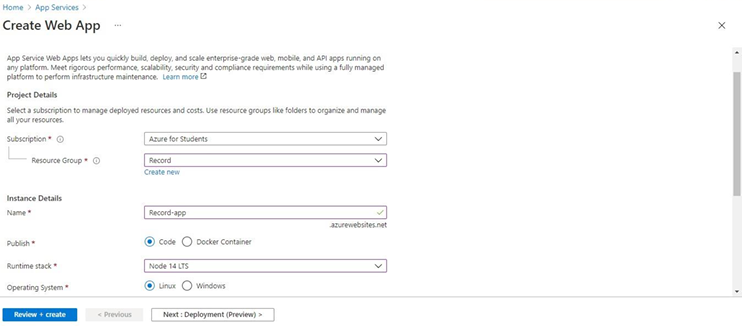 Home > App Services >
Create Web App ...
App Service Web Apps lets you quickly build, deploy, and scale enterprise-grade web, mobile, and API apps running on
any platform. Meet rigorous performance, scalability, security and compliance requirements while using a fully managed
platform to perform infrastructure maintenance. Learn more
Project Details
Select a subscription to manage deployed resources and costs. Use resource groups like folders to organize and manage
all your resources.
Subscription * Azure for Students
Resource Group * Record
Create new
Instance Details
Name * Record-app
.azurewebsites.net
Publish * Code Docker Container
Runtime stack * Node 14 LTS
Operating System * Linux Windows
Review + create < Previous Next : Deployment (Preview) >